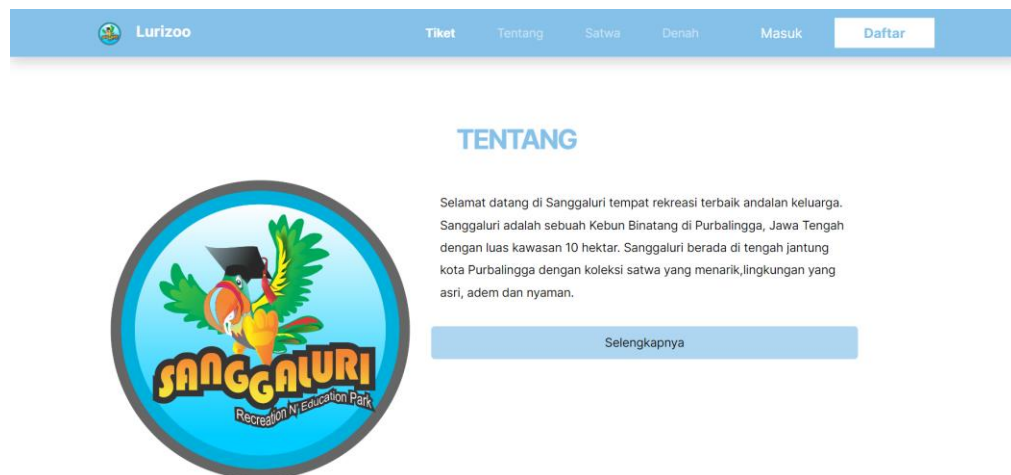 Lurizoo
Tiket
Tentang
Satwa
Denah
Masuk
Daftar
TENTANG
Selamat datang di Sanggaluri tempat rekreasi terbaik andalan keluarga.
Sanggaluri adalah sebuah Kebun Binatang di Purbalingga, Jawa Tengah
dengan luas kawasan 10 hektar. Sanggaluri berada di tengah jantung
kota Purbalingga dengan koleksi satwa yang menarik,lingkungan yang
asri, adem dan nyaman.
Selengkapnya
SANGGALURI
Recreation N' Education Park